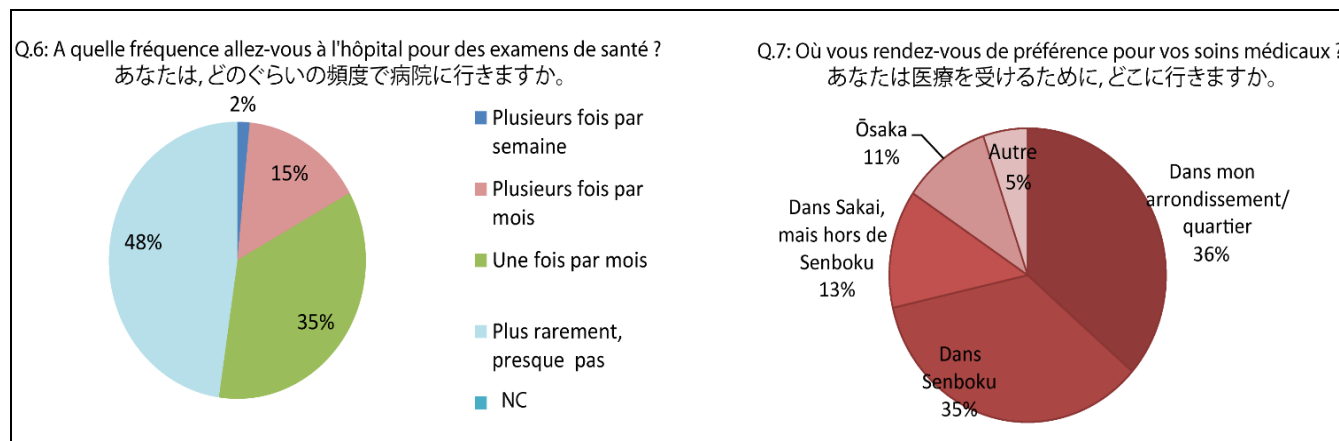 Q.6: A quelle fréquence allez-vous à l'hôpital pour des examens de santé ?
あなたは, どのぐらいの頻度で病院に行きますか。
2%
15%
35%
48%
Plusieurs fois par
semaine
Plusieurs fois par
mois
Une fois par mois
Plus rarement,
presque pas
NC
Q.7: Où vous rendez-vous de préférence pour vos soins médicaux ?
あなたは医療を受けるために, どこに行きますか。
Ōsaka
11%
Autre
5%
Dans mon
arrondissement/
quartier
36%
Dans Sakai,
mais hors de
Senboku
13%
Dans
Senboku
35%